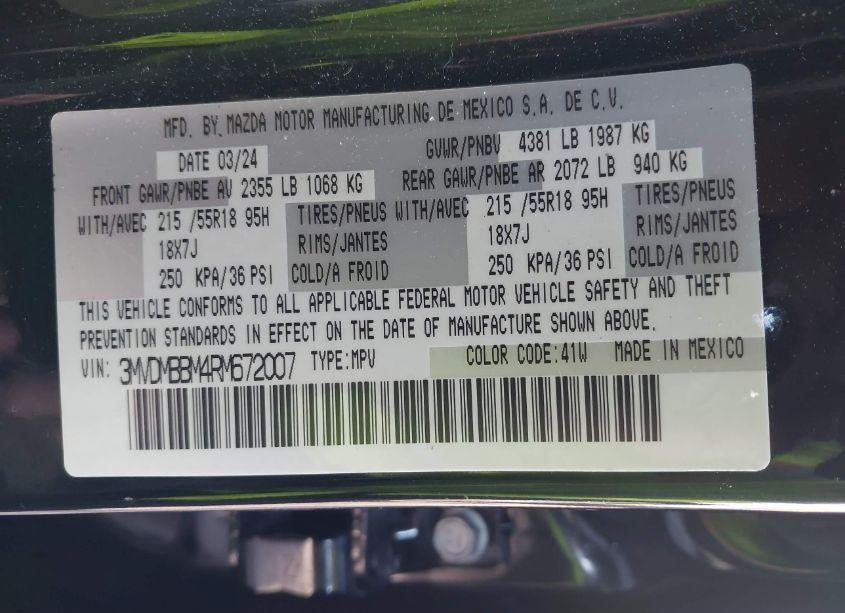 MFD. BY MAZDA MOTOR MANUFACTURING DE MEXICO S.A. DE C.V.
DATE 03/24 GVWR/PNBV 4381 LB 1987 KG
FRONT GAWR/PNBE AV 2355 LB 1068 KG REAR GAWR/PNBE AR 2072 LB 940 KG
WITH/AVEC 215 /55R18 95H TIRES/PNEUS WITH/AVEC 215 /55R18 95H TIRES/PNEUS
18X7J RIMS/JANTES 18X7J RIMS/JANTES
250 KPA/36 PSI COLD/A FROID 250 KPA/36 PSI COLD/A FROID
THIS VEHICLE CONFORMS TO ALL APPLICABLE FEDERAL MOTOR VEHICLE SAFETY AND THEFT
PREVENTION STANDARDS IN EFFECT ON THE DATE OF MANUFACTURE SHOWN ABOVE.
VIN: 3MVDMBBM4RM672007 TYPE:MPV COLOR CODE:41W MADE IN MEXICO